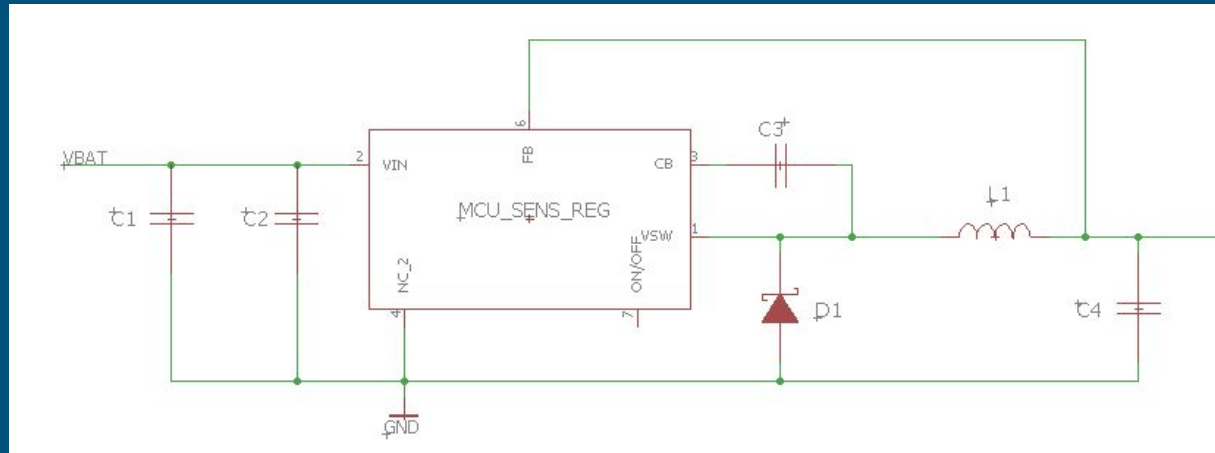 6
FB
C3
VBAT
2
VIN
CB
3
MCU_SENS_REG
C1
C2
L1
VSW
1
NC_2
ON/OFF
D1
C4
4
7
GND